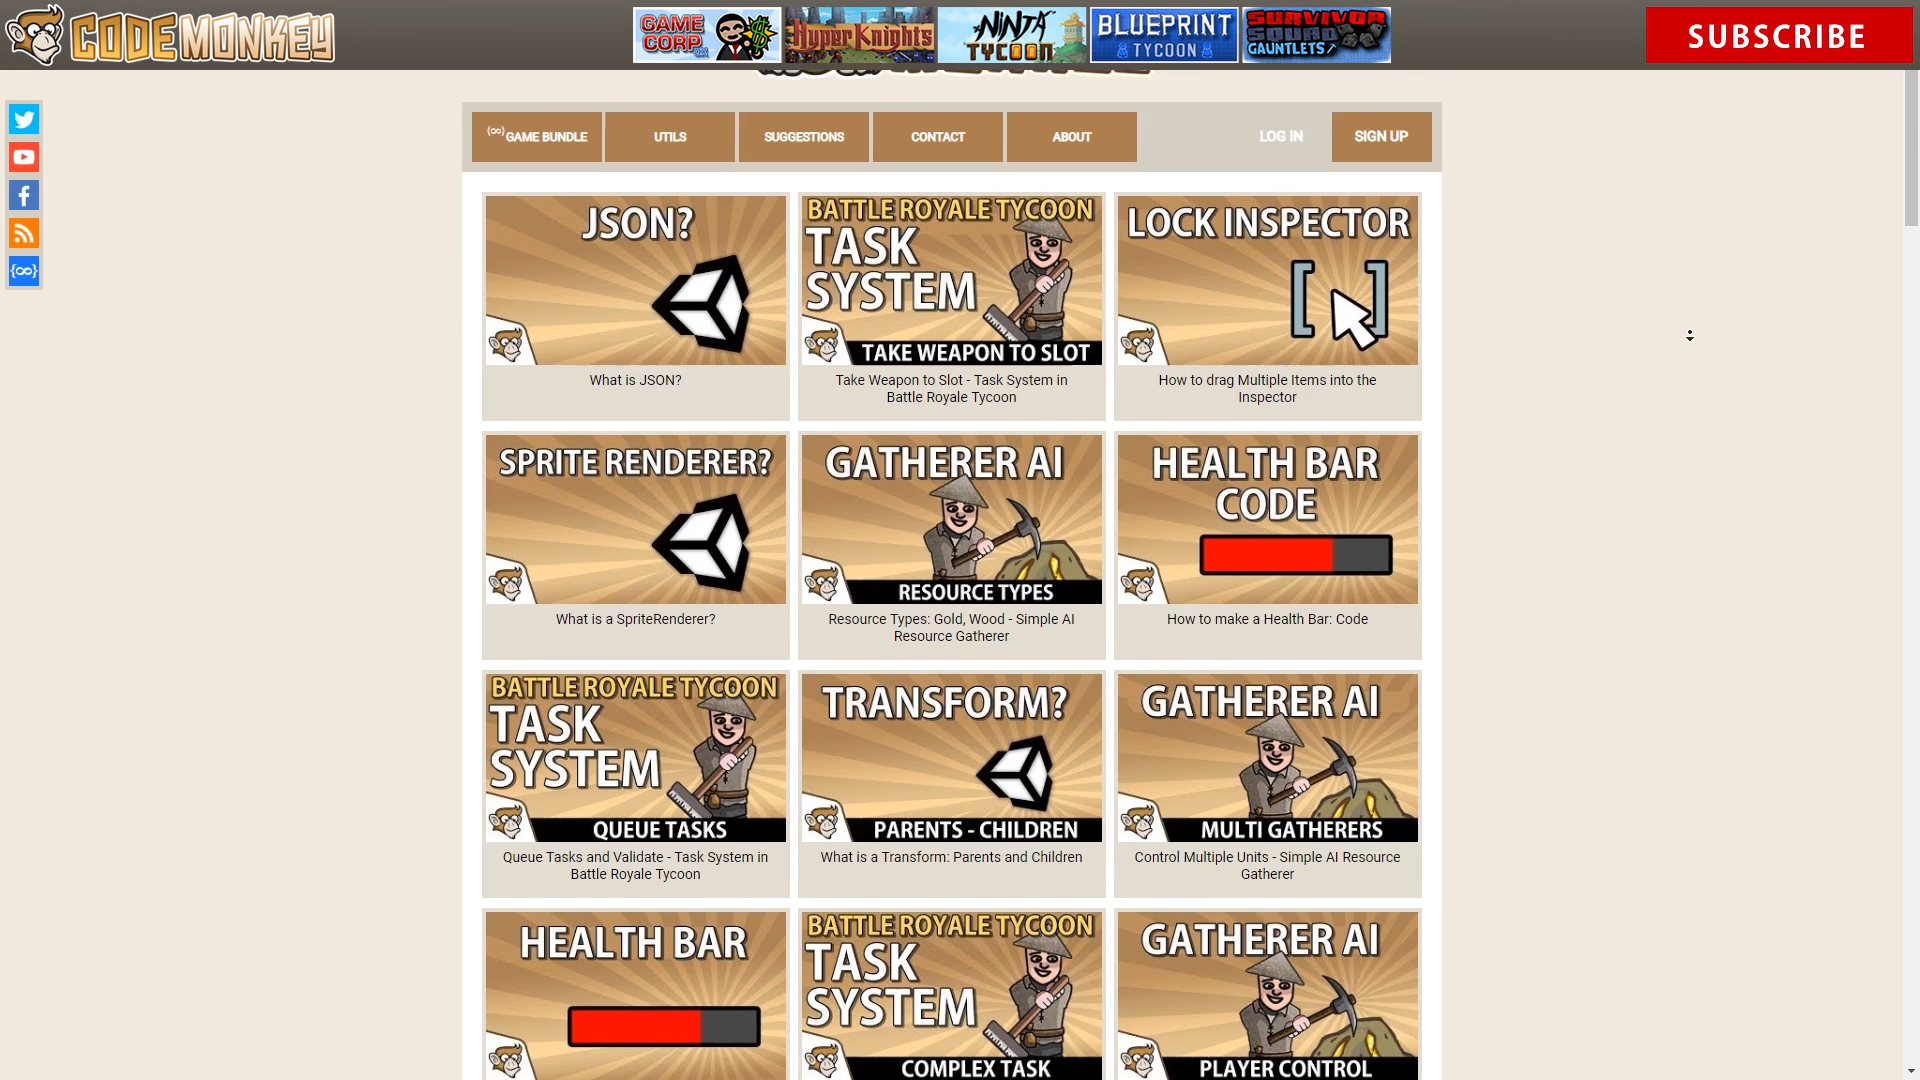 CODE MONKEY
GAME CORP
HYPER KNIGHTS
NINJA TYCOON
BLUEPRINT TYCOON
SURVIVOR SQUAD GAUNTLETS
SUBSCRIBE
GAME BUNDLE
UTILS
SUGGESTIONS
CONTACT
ABOUT
LOG IN
SIGN UP
JSON?
What is JSON?
BATTLE ROYALE TYCOON
TASK
SYSTEM
TAKE WEAPON TO SLOT
Take Weapon to Slot - Task System in
Battle Royale Tycoon
LOCK INSPECTOR
How to drag Multiple Items into the
Inspector
SPRITE RENDERER?
What is a SpriteRenderer?
GATHERER AI
RESOURCE TYPES
Resource Types: Gold, Wood - Simple AI
Resource Gatherer
HEALTH BAR
CODE
How to make a Health Bar: Code
BATTLE ROYALE TYCOON
TASK
SYSTEM
QUEUE TASKS
Queue Tasks and Validate - Task System in
Battle Royale Tycoon
TRANSFORM?
PARENTS - CHILDREN
What is a Transform: Parents and Children
GATHERER AI
MULTI GATHERERS
Control Multiple Units - Simple AI Resource
Gatherer
HEALTH BAR
BATTLE ROYALE TYCOON
TASK
SYSTEM
COMPLEX TASK
GATHERER AI
PLAYER CONTROL